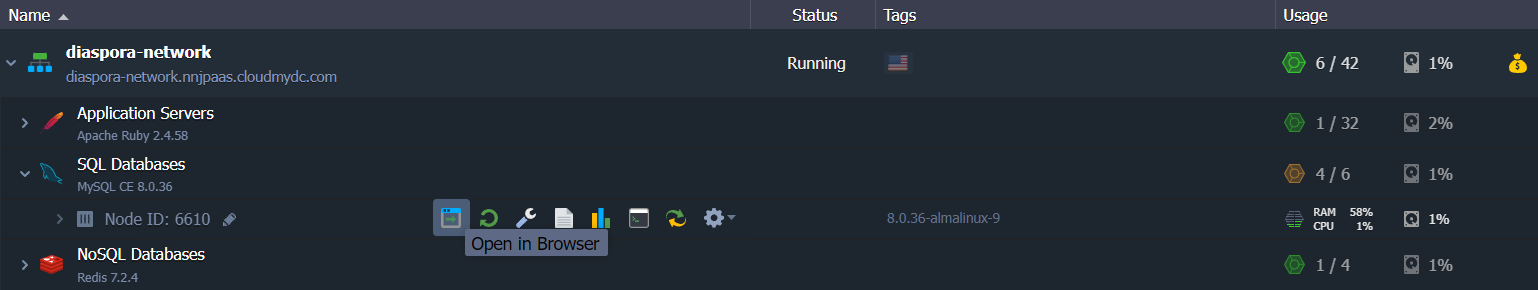 Name Status Tags Usage
diaspora-network
diaspora-network.nnjpaas.cloudmydc.com
Running
6 / 42 1%
Application Servers
Apache Ruby 2.4.58
1 / 32 2%
SQL Databases
MySQL CE 8.0.36
4 / 6 1%
Node ID: 6610
8.0.36-almalinux-9
RAM 58%
CPU 1%
1%
Open in Browser
NoSQL Databases
Redis 7.2.4
1 / 4 1%